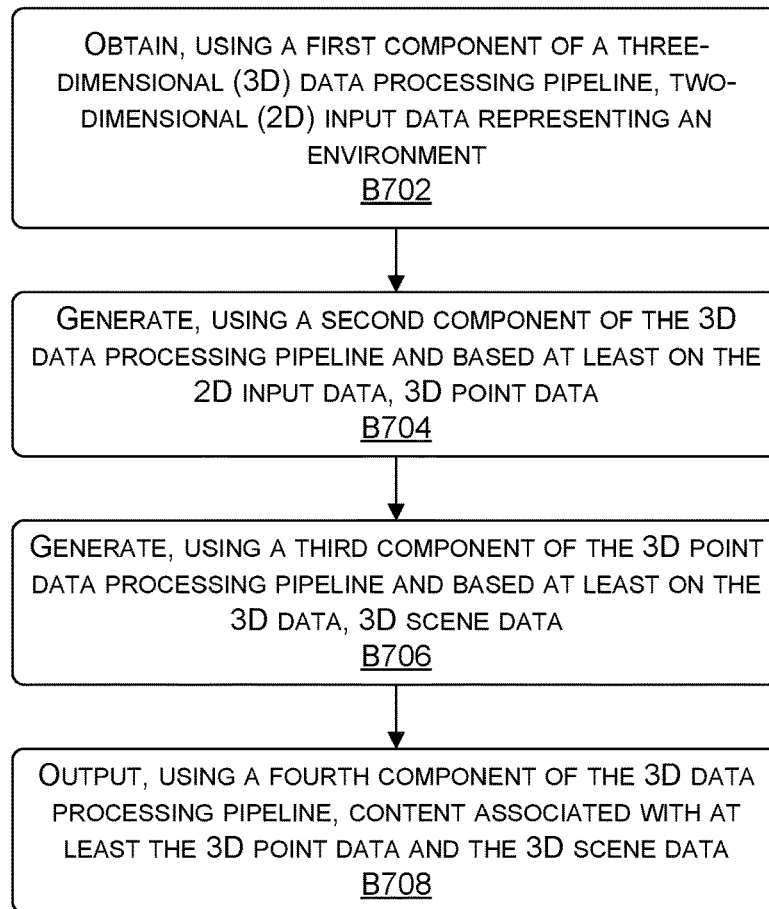 OBTAIN, USING A FIRST COMPONENT OF A THREE-
DIMENSIONAL (3D) DATA PROCESSING PIPELINE, TWO-
DIMENSIONAL (2D) INPUT DATA REPRESENTING AN
ENVIRONMENT
B702
GENERATE, USING A SECOND COMPONENT OF THE 3D
DATA PROCESSING PIPELINE AND BASED AT LEAST ON THE
2D INPUT DATA, 3D POINT DATA
B704
GENERATE, USING A THIRD COMPONENT OF THE 3D POINT
DATA PROCESSING PIPELINE AND BASED AT LEAST ON THE
3D DATA, 3D SCENE DATA
B706
OUTPUT, USING A FOURTH COMPONENT OF THE 3D DATA
PROCESSING PIPELINE, CONTENT ASSOCIATED WITH AT
LEAST THE 3D POINT DATA AND THE 3D SCENE DATA
B708